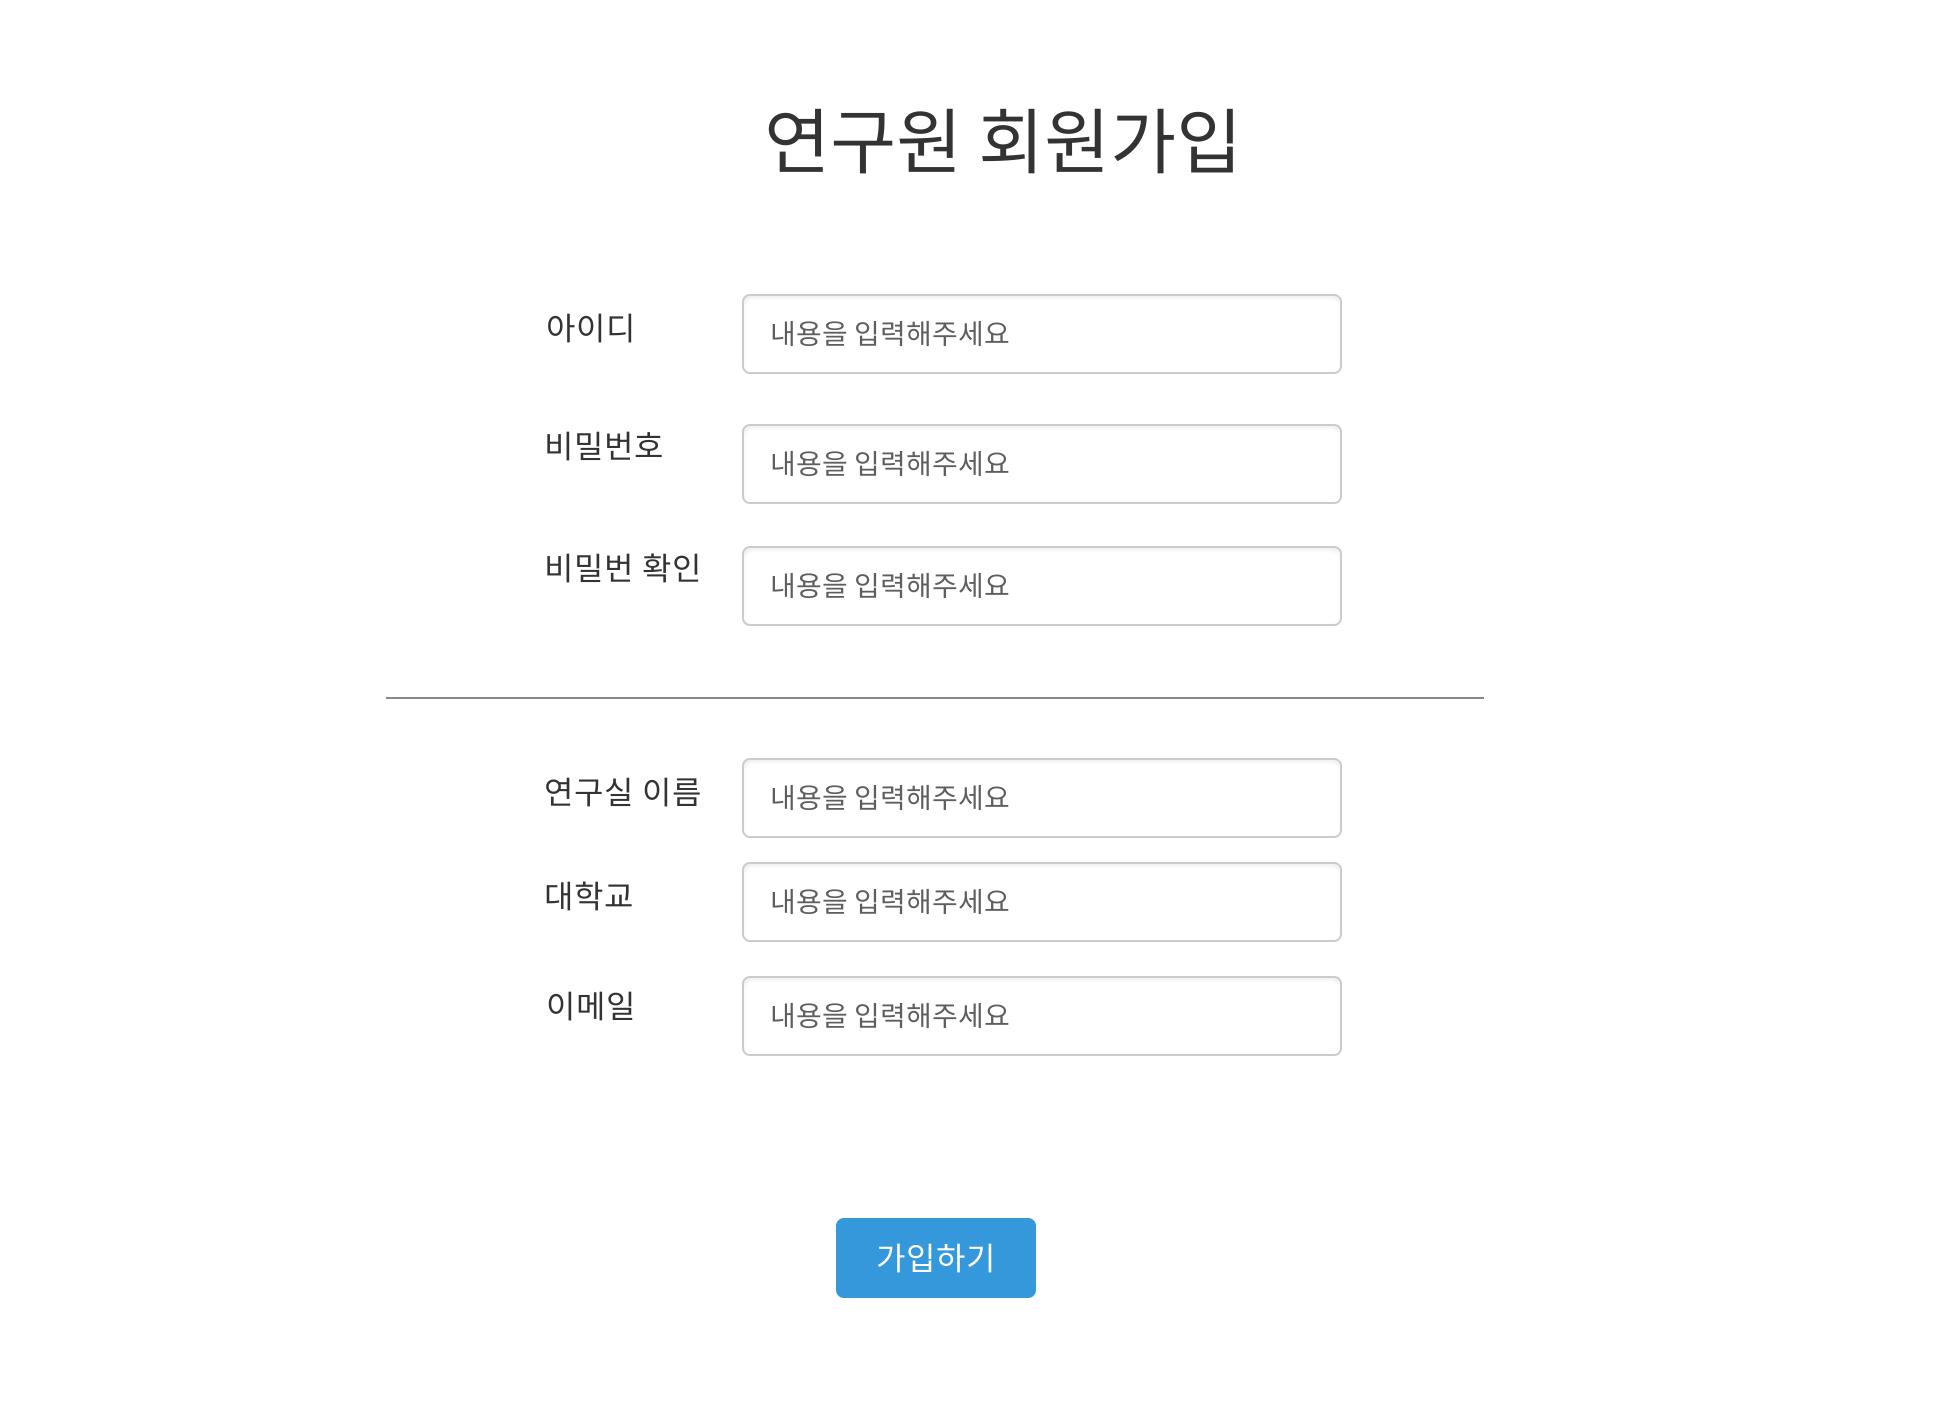 연구원 회원가입
아이디 내용을 입력해주세요
비밀번호 내용을 입력해주세요
비밀번 확인 내용을 입력해주세요
연구실 이름 내용을 입력해주세요
대학교 내용을 입력해주세요
이메일 내용을 입력해주세요
가입하기